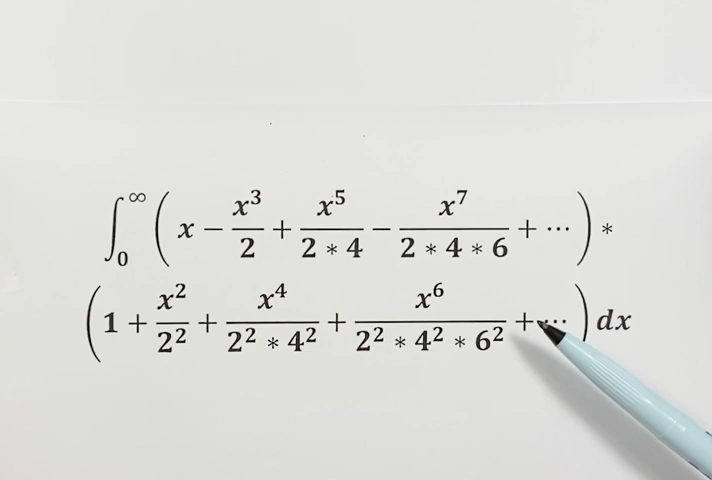 ∫₀^∞ ( x − x³/2 + x⁵/(2 * 4) − x⁷/(2 * 4 * 6) + ⋯ ) *
( 1 + x²/2² + x⁴/(2² * 4²) + x⁶/(2² * 4² * 6²) + ⋯ ) dx